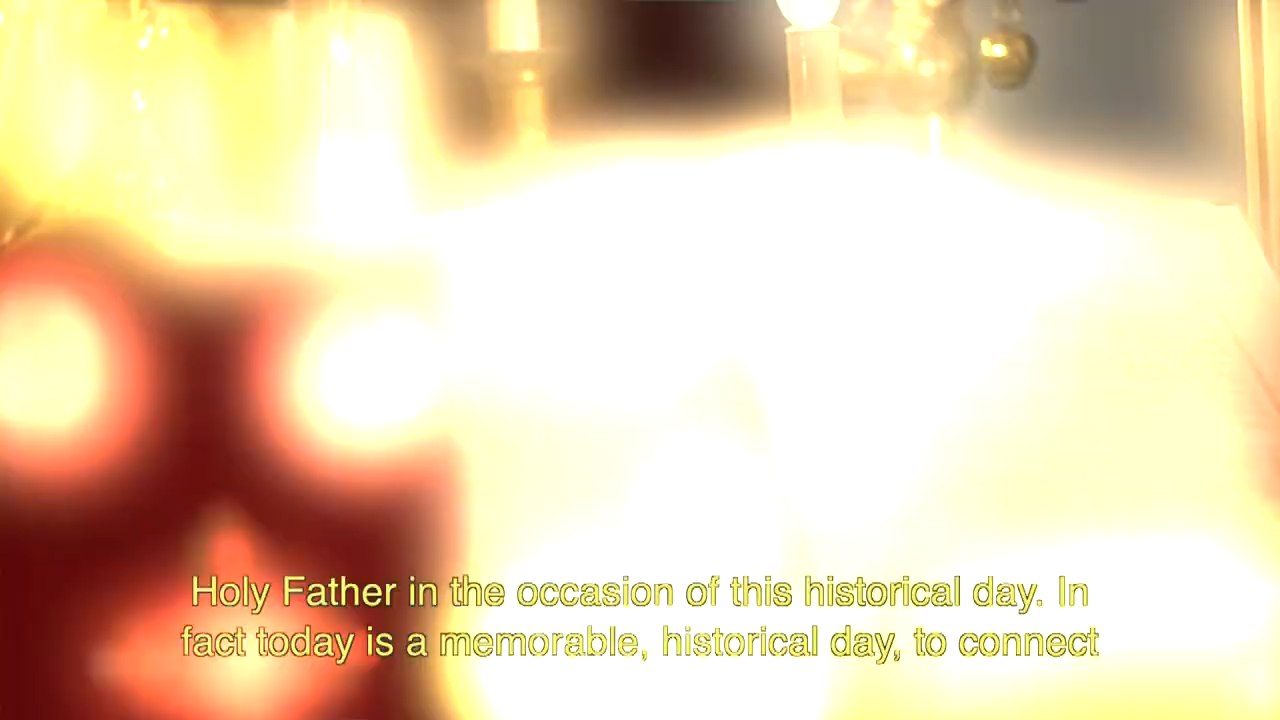 Holy Father in the occasion of this historical day. In
fact today is a memorable, historical day, to connect